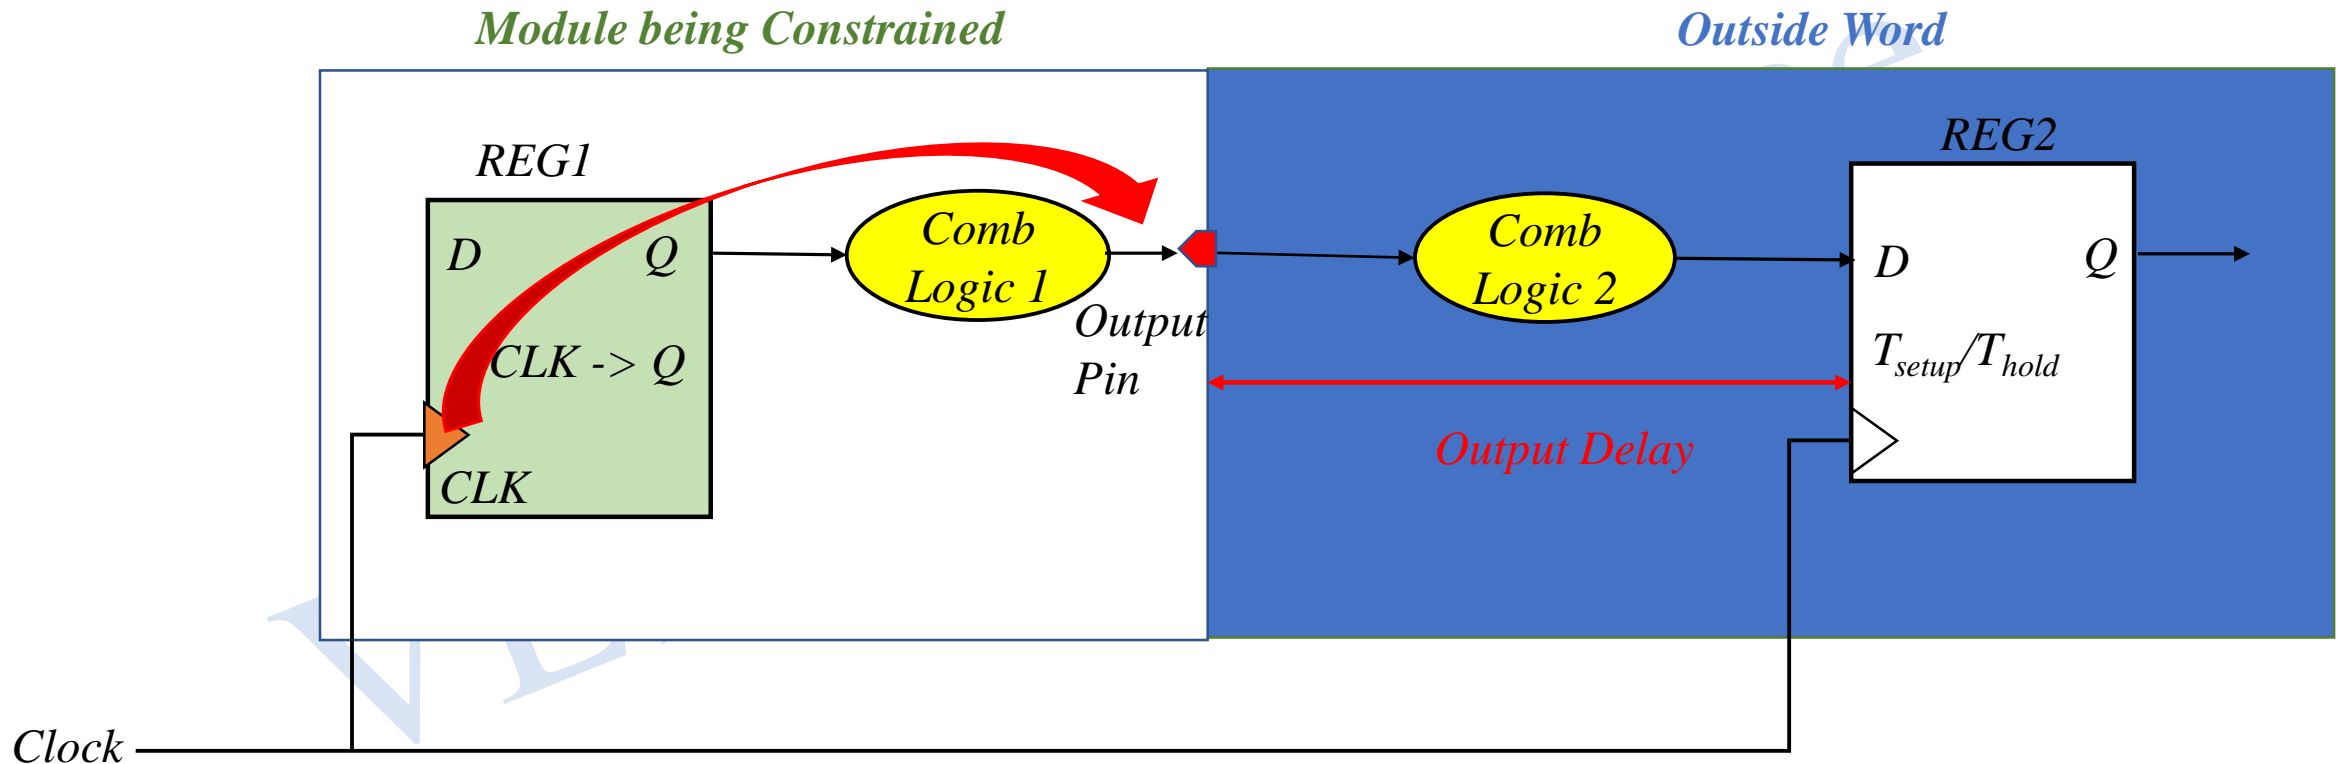 Module being Constrained
Outside Word
REG1
REG2
D
Q
CLK -> Q
CLK
Comb
Logic 1
Output
Pin
Comb
Logic 2
D
Q
Tsetup/Thold
Output Delay
Clock